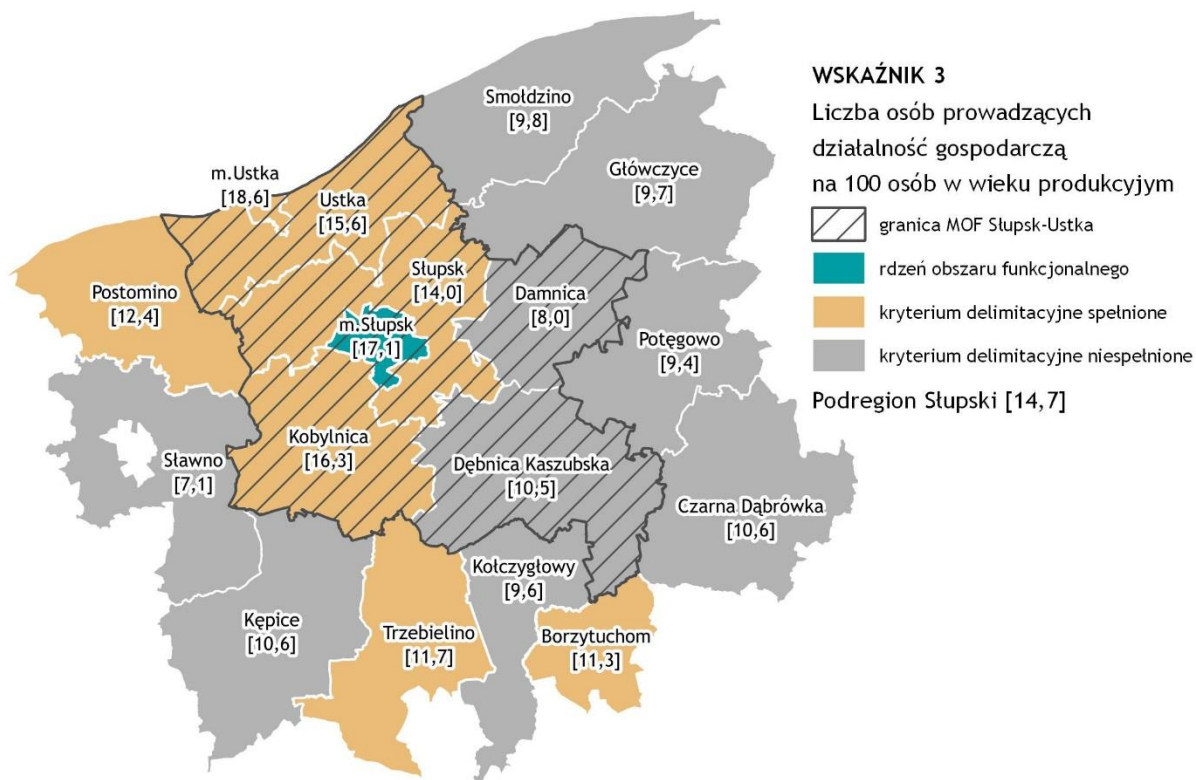 Smołdzino
[9,8]
Główczyce
[9,7]
m.Ustka
[18,6]
Ustka
[15,6]
Słupsk
[14,0]
Damnica
[8,0]
Postomino
[12,4]
m.Słupsk
[17,1]
Potęgowo
[9,4]
Kobylnica
[16,3]
Sławno
[7,1]
Dębnica Kaszubska
[10,5]
Czarna Dąbrówka
[10,6]
Kołczygłowy
[9,6]
Kępice
[10,6]
Trzebielino
[11,7]
Borzytuchom
[11,3]
WSKAŹNIK 3
Liczba osób prowadzących
działalność gospodarczą
na 100 osób w wieku produkcyjym
granica MOF Słupsk-Ustka
rdzeń obszaru funkcjonalnego
kryterium delimitacyjne spełnione
kryterium delimitacyjne niespełnione
Podregion Słupski [14,7]